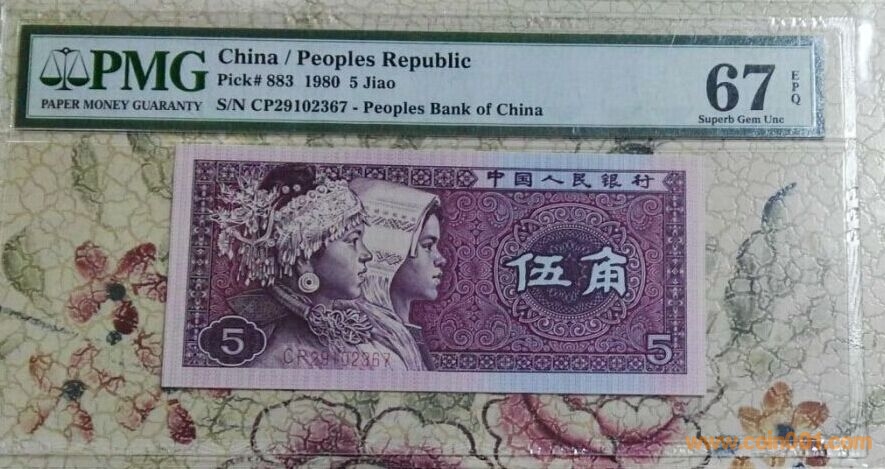 PMG
PAPER MONEY GUARANTY
China / Peoples Republic
Pick# 883 1980 5 Jiao
S/N CP29102367 - Peoples Bank of China
67 EPQ
Superb Gem Unc
中国人民银行
伍角
5
CP29102367
5
www.coin001.com